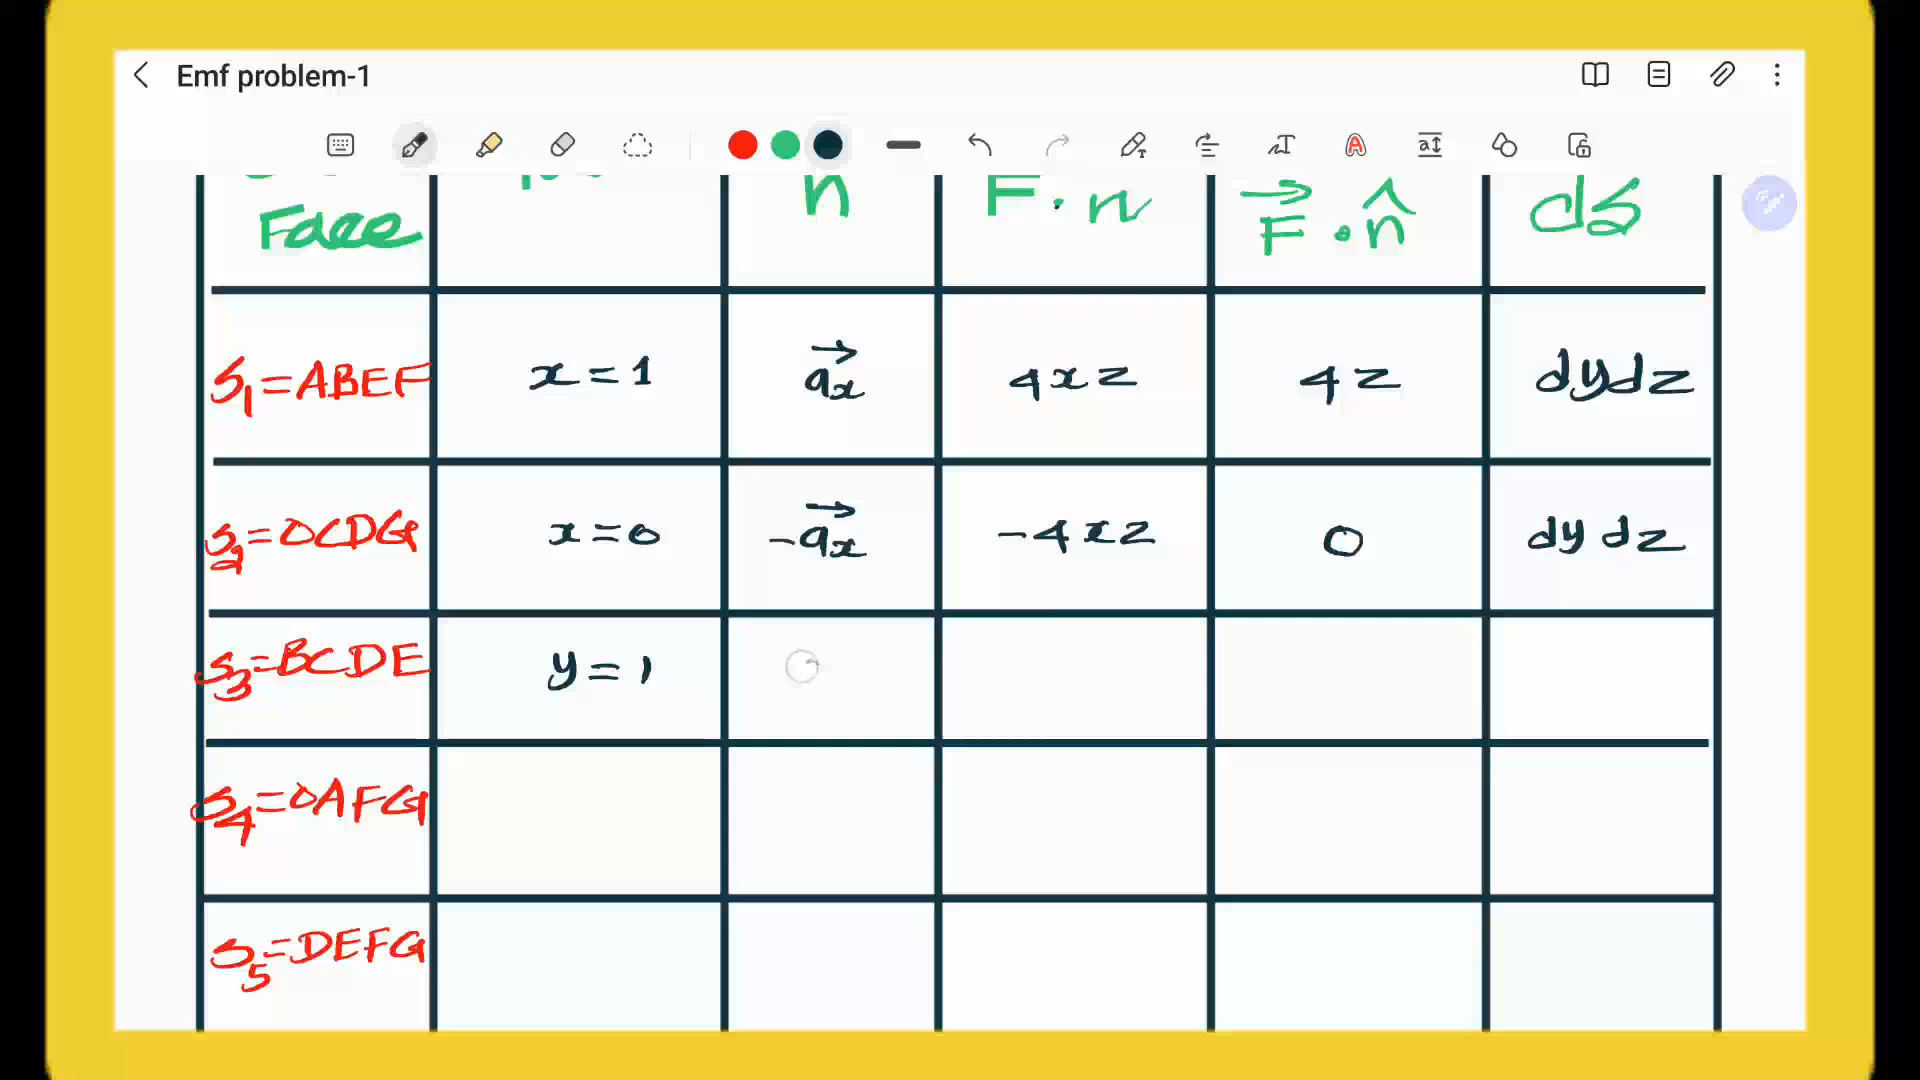 Emf problem-1
Face n F . n F . n̂ ds
S1 = ABEF x = 1 ax 4xz 4z dydz
S2 = OCDG x = 0 -ax -4xz 0 dy dz
S3 = BCDE y = 1
S4 = OAFG
S5 = DEFG